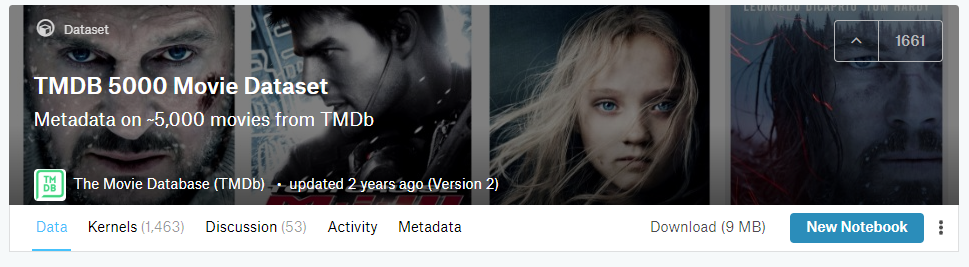 LEONARDO DICAPRIO TOM HARDY
Dataset
1661
TMDB 5000 Movie Dataset
Metadata on ~5,000 movies from TMDb
TM
DB
The Movie Database (TMDb) • updated 2 years ago (Version 2)
Data Kernels (1,463) Discussion (53) Activity Metadata Download (9 MB) New Notebook